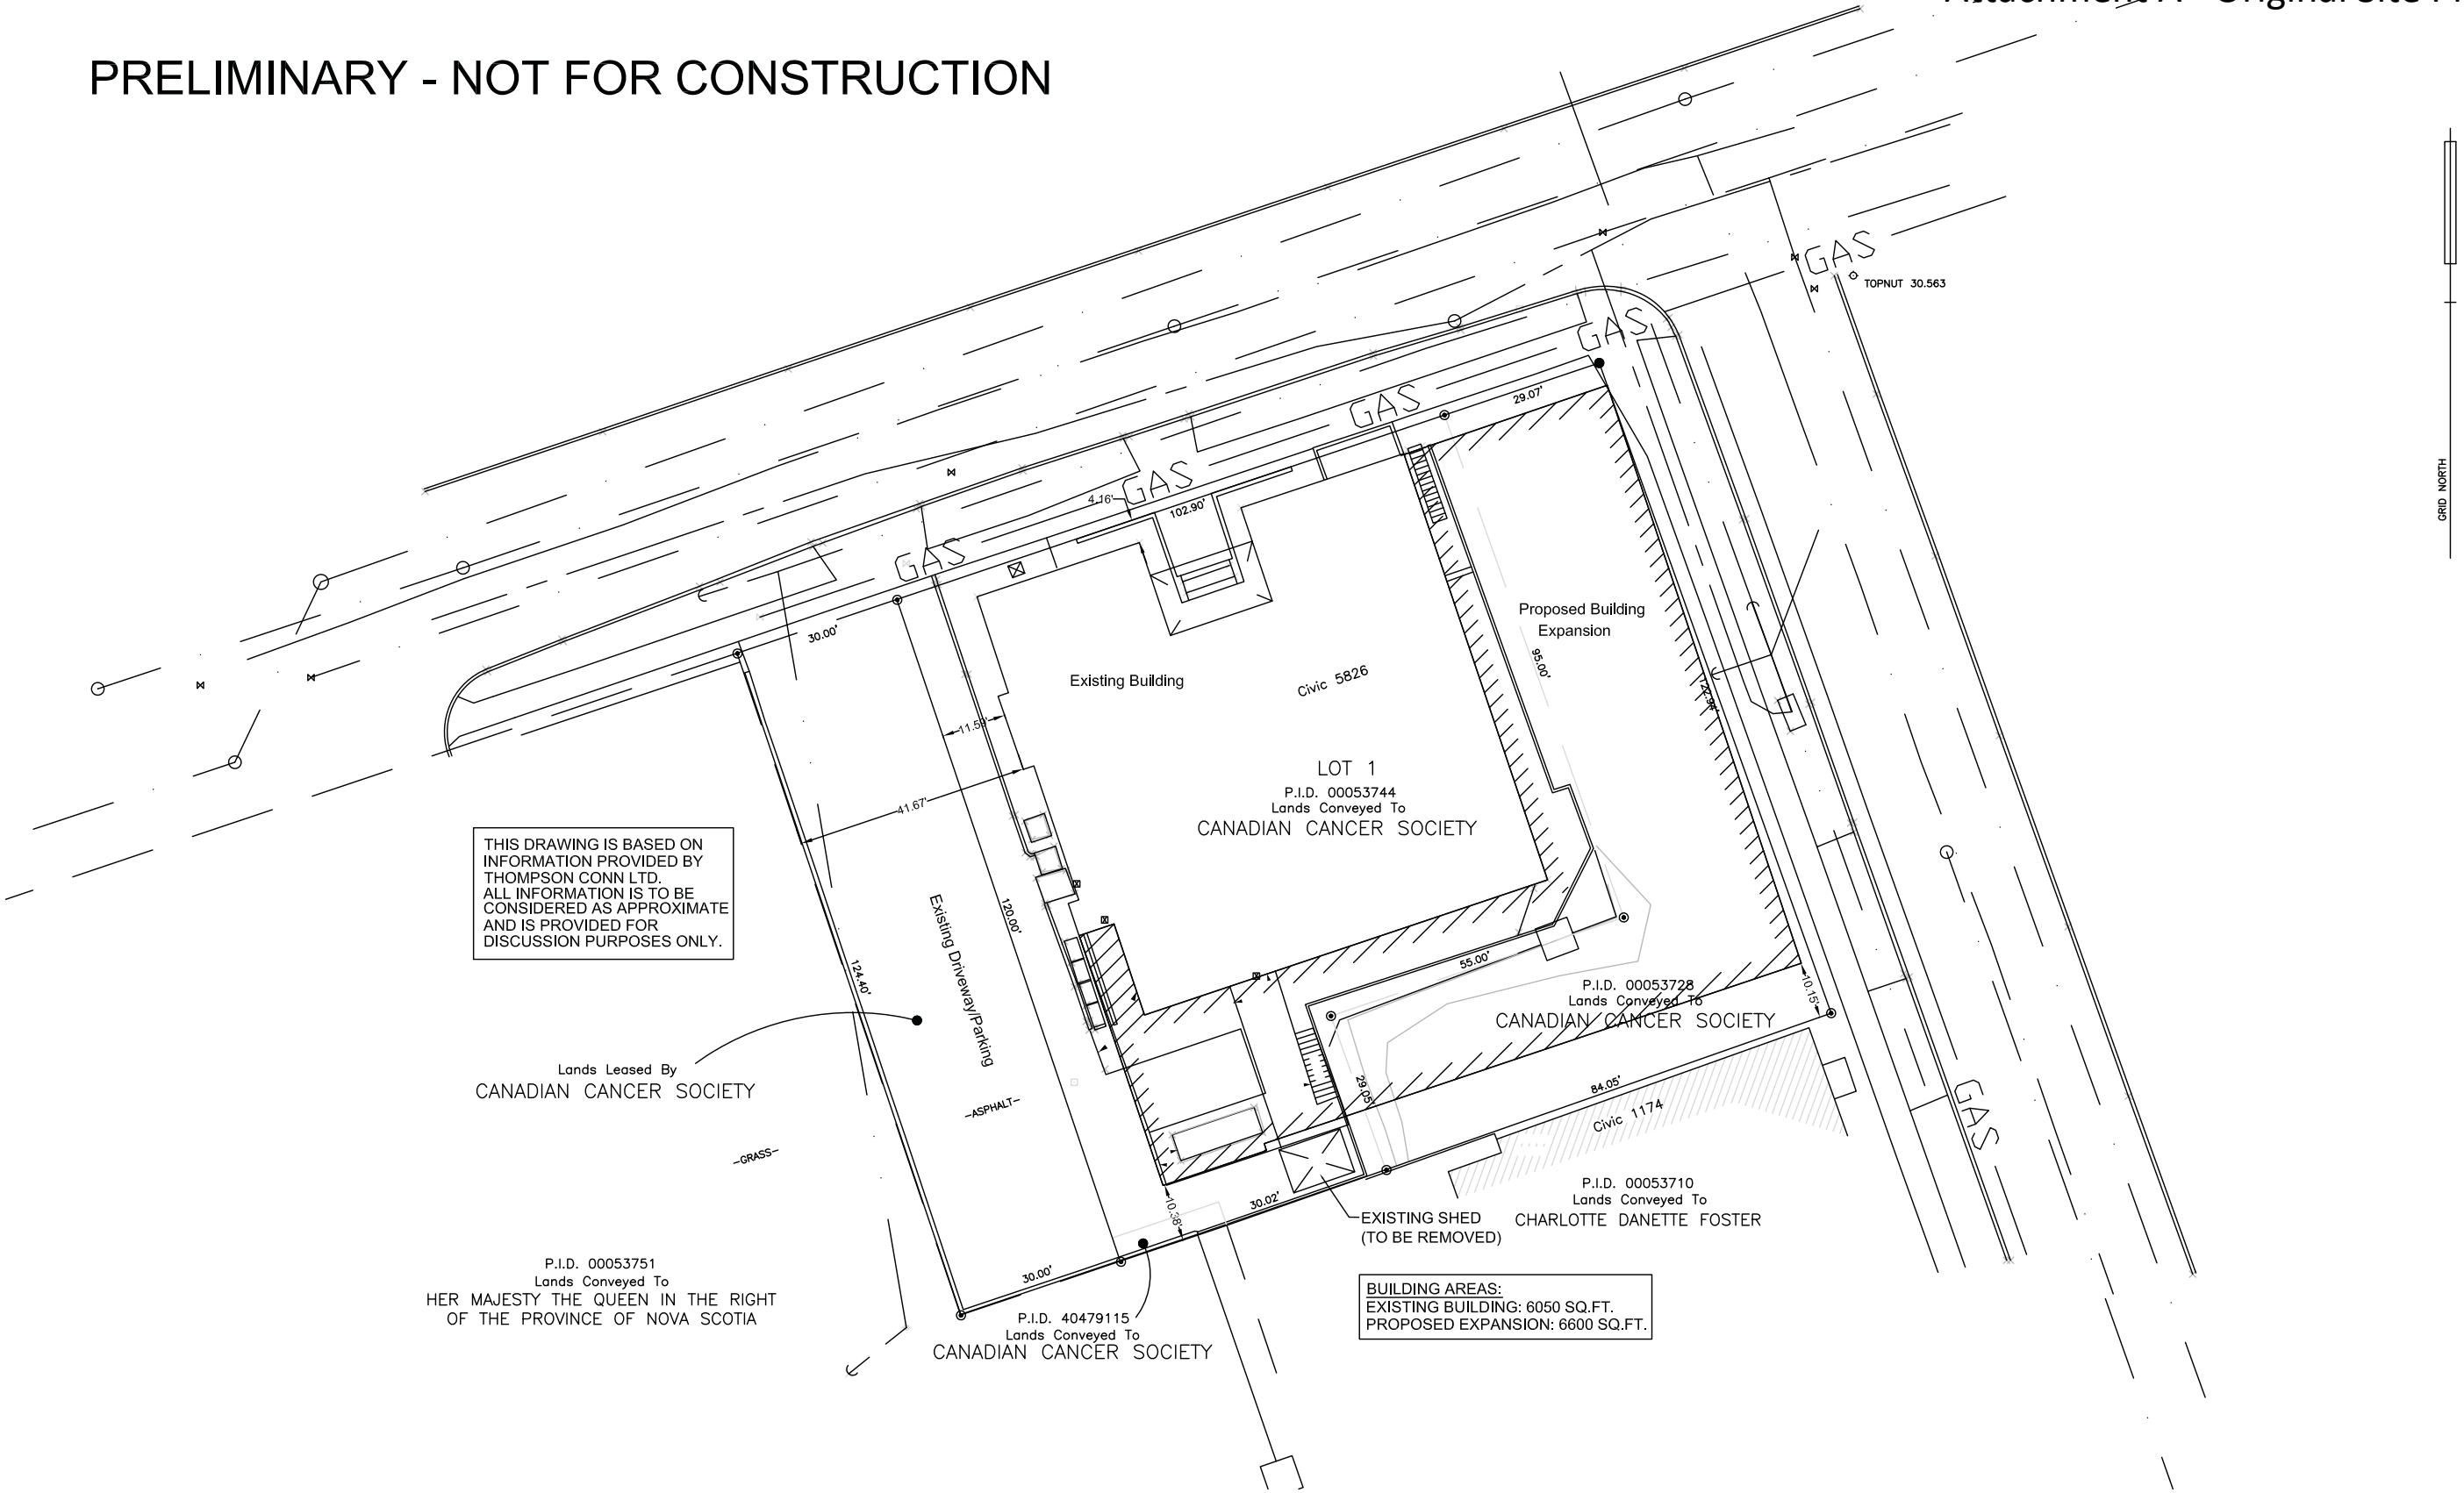 PRELIMINARY - NOT FOR CONSTRUCTION
GAS
TOPNUT 30.563
GAS
GAS
29.07'
GRID NORTH
GAS
4.16'
102.90'
GAS
30.00'
Proposed Building
Expansion
95.00'
Existing Building
Civic 5826
122.94'
11.59'
LOT 1
P.I.D. 00053744
Lands Conveyed To
CANADIAN CANCER SOCIETY
41.67'
THIS DRAWING IS BASED ON
INFORMATION PROVIDED BY
THOMPSON CONN LTD.
ALL INFORMATION IS TO BE
CONSIDERED AS APPROXIMATE
AND IS PROVIDED FOR
DISCUSSION PURPOSES ONLY.
120.00'
Existing Driveway/Parking
124.40'
55.00'
P.I.D. 00053728
Lands Conveyed To
CANADIAN CANCER SOCIETY
10.15'
Lands Leased By
CANADIAN CANCER SOCIETY
29.05'
84.05'
Civic 1174
GAS
-ASPHALT-
-GRASS-
P.I.D. 00053710
Lands Conveyed To
CHARLOTTE DANETTE FOSTER
30.02'
10.38'
EXISTING SHED
(TO BE REMOVED)
P.I.D. 00053751
Lands Conveyed To
HER MAJESTY THE QUEEN IN THE RIGHT
OF THE PROVINCE OF NOVA SCOTIA
30.00'
P.I.D. 40479115
Lands Conveyed To
CANADIAN CANCER SOCIETY
BUILDING AREAS:
EXISTING BUILDING: 6050 SQ.FT.
PROPOSED EXPANSION: 6600 SQ.FT.